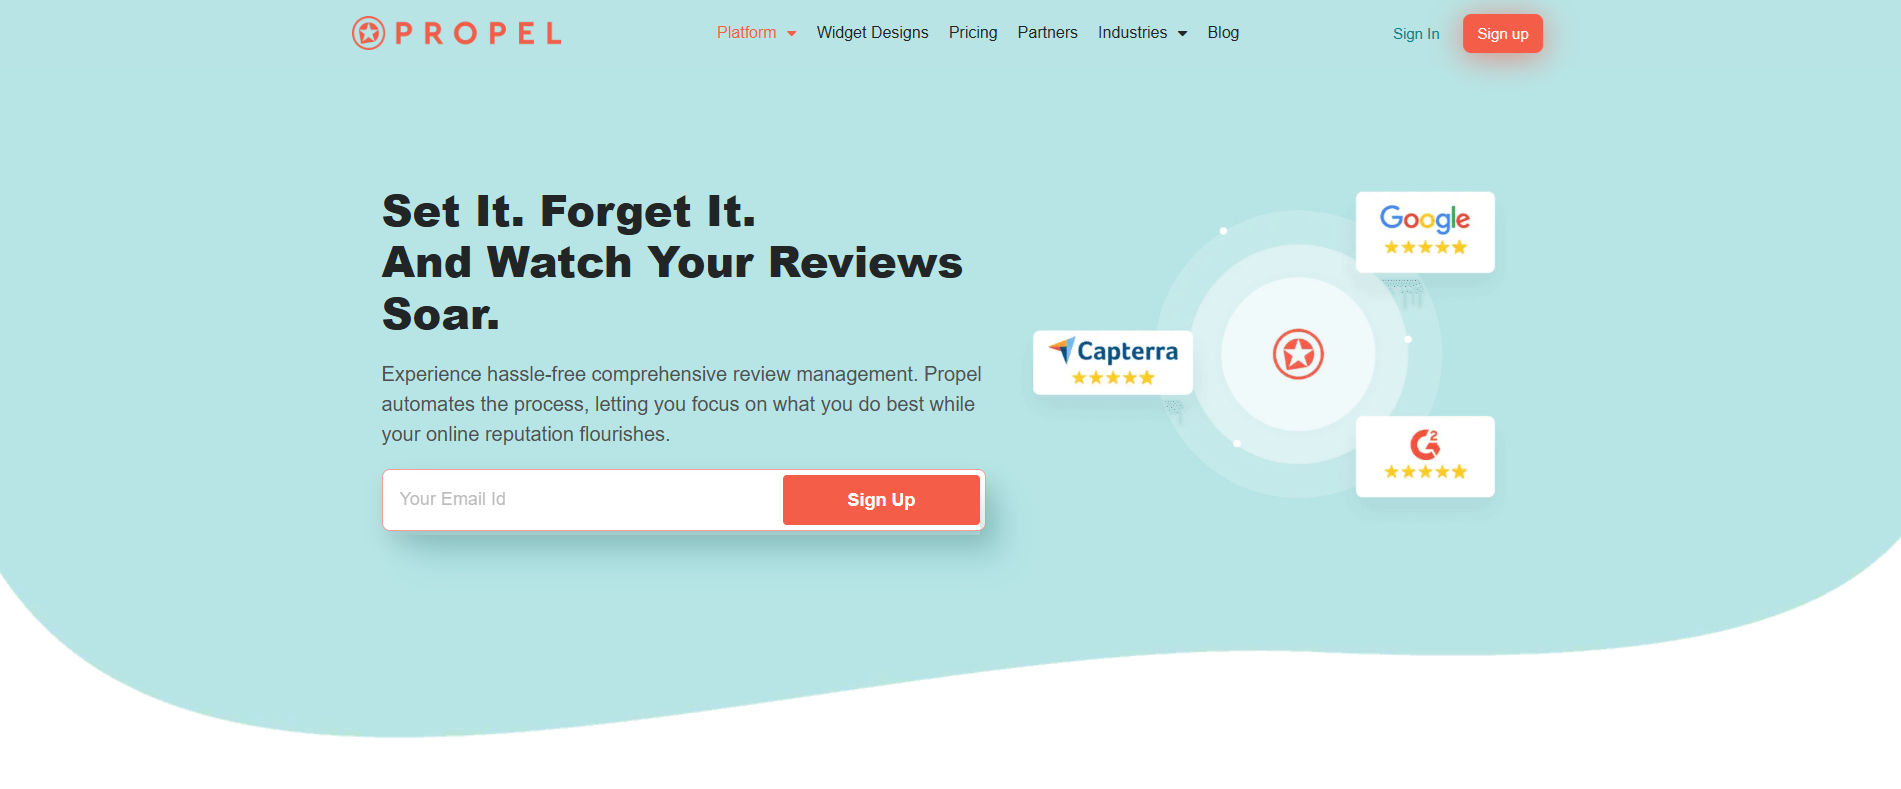 PROPEL
Platform
Widget Designs
Pricing
Partners
Industries
Blog
Sign In
Sign up
Set It. Forget It.
And Watch Your Reviews
Soar.
Experience hassle-free comprehensive review management. Propel
automates the process, letting you focus on what you do best while
your online reputation flourishes.
Your Email Id
Sign Up
Google
Capterra
G2